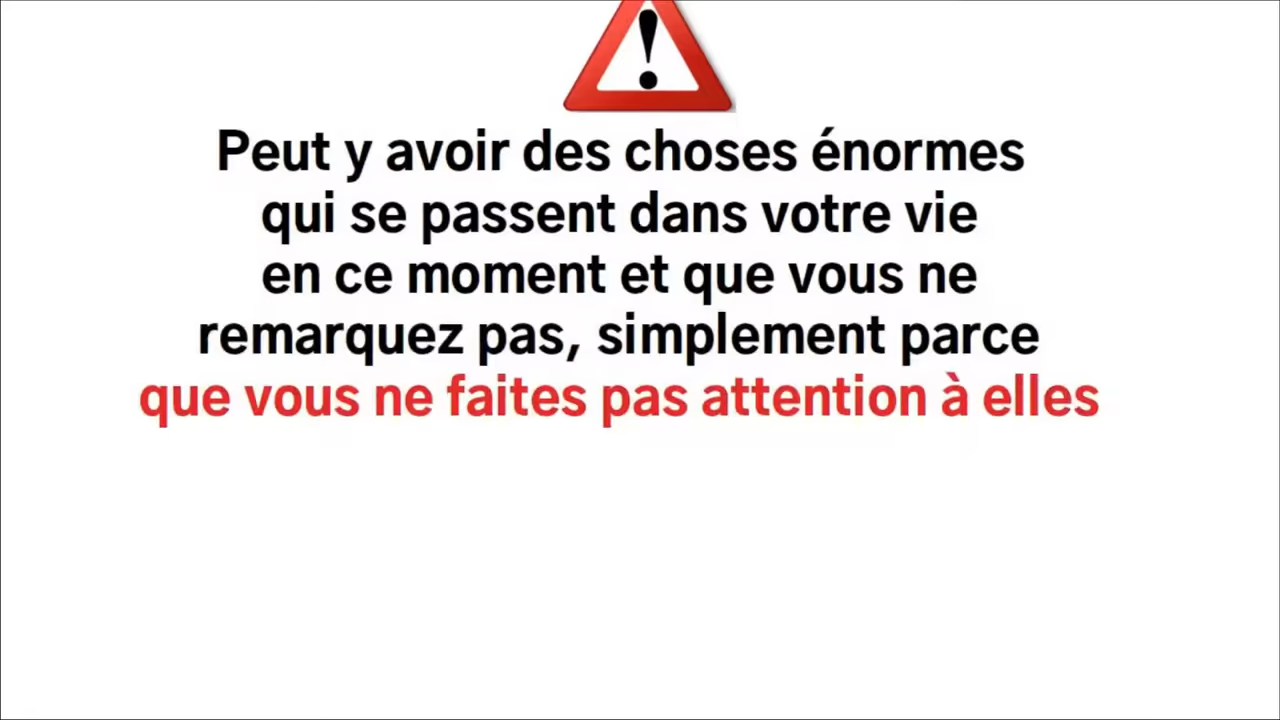 Peut y avoir des choses énormes
qui se passent dans votre vie
en ce moment et que vous ne
remarquez pas, simplement parce
que vous ne faites pas attention à elles